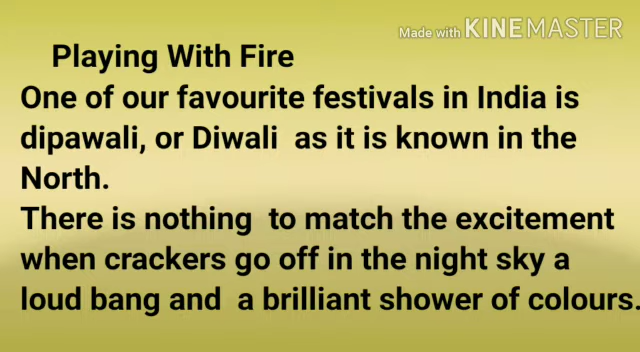 Made with KINEMASTER
Playing With Fire
One of our favourite festivals in India is
dipawali, or Diwali as it is known in the
North.
There is nothing to match the excitement
when crackers go off in the night sky a
loud bang and a brilliant shower of colours.